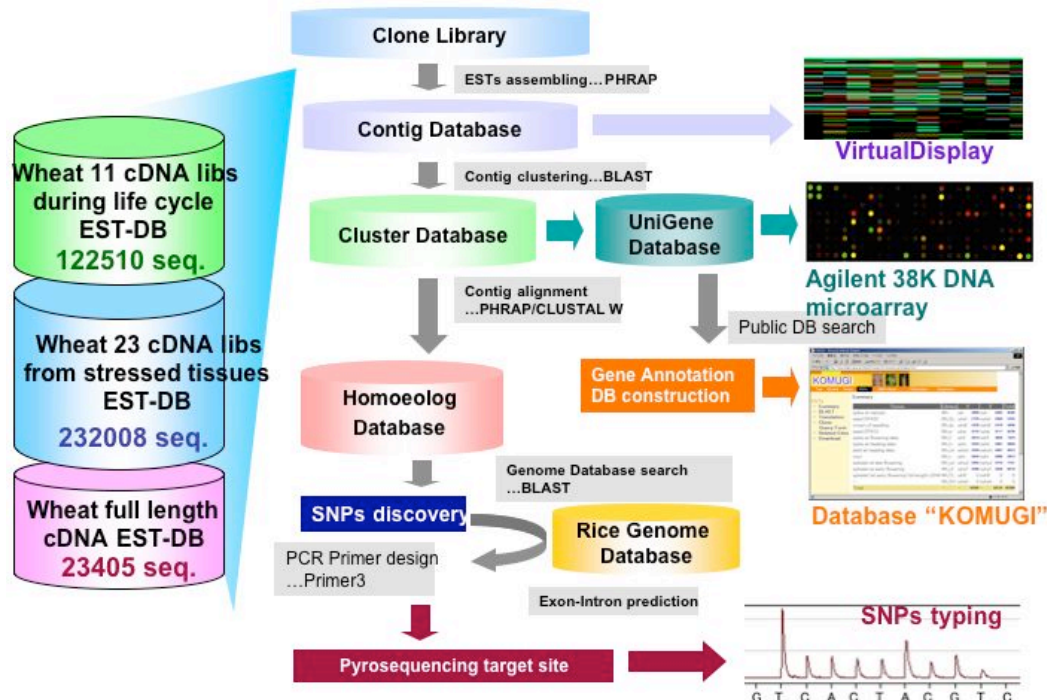 Clone Library
ESTs assembling...PHRAP
Contig Database
VirtualDisplay
Contig clustering...BLAST
Wheat 11 cDNA libs
during life cycle
EST-DB
122510 seq.
Cluster Database
UniGene
Database
Agilent 38K DNA
microarray
Contig alignment
...PHRAP/CLUSTAL W
Public DB search
Wheat 23 cDNA libs
from stressed tissues
EST-DB
232008 seq.
Homoeolog
Database
Gene Annotation
DB construction
KOMUGI
Database “KOMUGI”
Genome Database search
...BLAST
SNPs discovery
Rice Genome
Database
Wheat full length
cDNA EST-DB
23405 seq.
PCR Primer design
...Primer3
Exon-Intron prediction
Pyrosequencing target site
SNPs typing
G T C A C T A C G T C